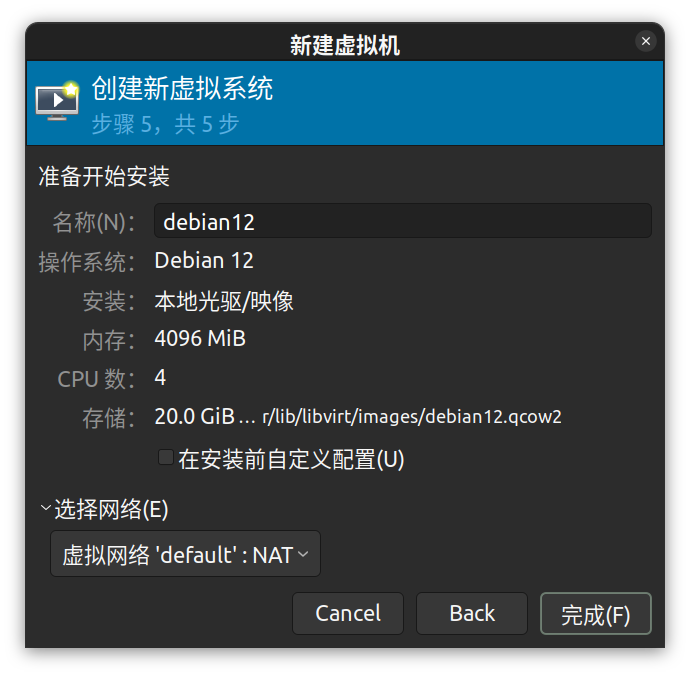 新建虚拟机
创建新虚拟系统
步骤 5，共 5 步
准备开始安装
名称(N)： debian12
操作系统： Debian 12
安装： 本地光驱/映像
内存： 4096 MiB
CPU 数： 4
存储： 20.0 GiB… r/lib/libvirt/images/debian12.qcow2
在安装前自定义配置(U)
选择网络(E)
虚拟网络 'default' : NAT
Cancel Back 完成(F)